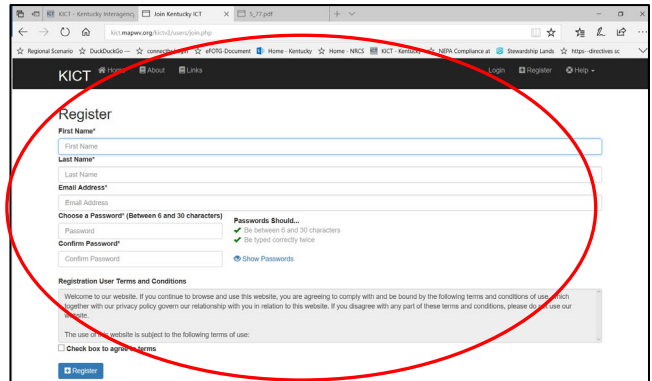 KICT - Kentucky Interagency Join Kentucky ICT 5_77.pdf
kict.mapwv.org/kictv2/users/join.php
Regional Scenario DuckDuckGo — connectiv login eFOTG-Document Home - Kentucky Home - NRCS KICT - Kentucky NEPA Compliance at Stewardship Lands https--directives sc
KICT Home About Links Login Register Help
Register
First Name*
First Name
Last Name*
Last Name
Email Address*
Email Address
Choose a Password* (Between 6 and 30 characters)
Password
Confirm Password*
Confirm Password
Passwords Should...
Be between 6 and 30 characters
Be typed correctly twice
Show Passwords
Registration User Terms and Conditions
Welcome to our website. If you continue to browse and use this website, you are agreeing to comply with and be bound by the following terms and conditions of use, which
together with our privacy policy govern our relationship with you in relation to this website. If you disagree with any part of these terms and conditions, please do not use our
website.
The use of this website is subject to the following terms of use:
Check box to agree to terms
Register